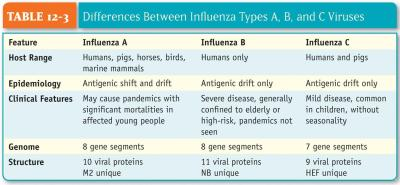 TABLE 12-3 Differences Between Influenza Types A, B, and C Viruses
Feature Influenza A Influenza B Influenza C
Host Range Humans, pigs, horses, birds, Humans only Humans and pigs
marine mammals
Epidemiology Antigenic shift and drift Antigenic drift only Antigenic drift only
Clinical Features May cause pandemics with Severe disease, generally Mild disease, common
significant mortalities in confined to elderly or in children, without
affected young people high-risk, pandemics not seasonality
seen
Genome 8 gene segments 8 gene segments 7 gene segments
Structure 10 viral proteins 11 viral proteins 9 viral proteins
M2 unique NB unique HEF unique